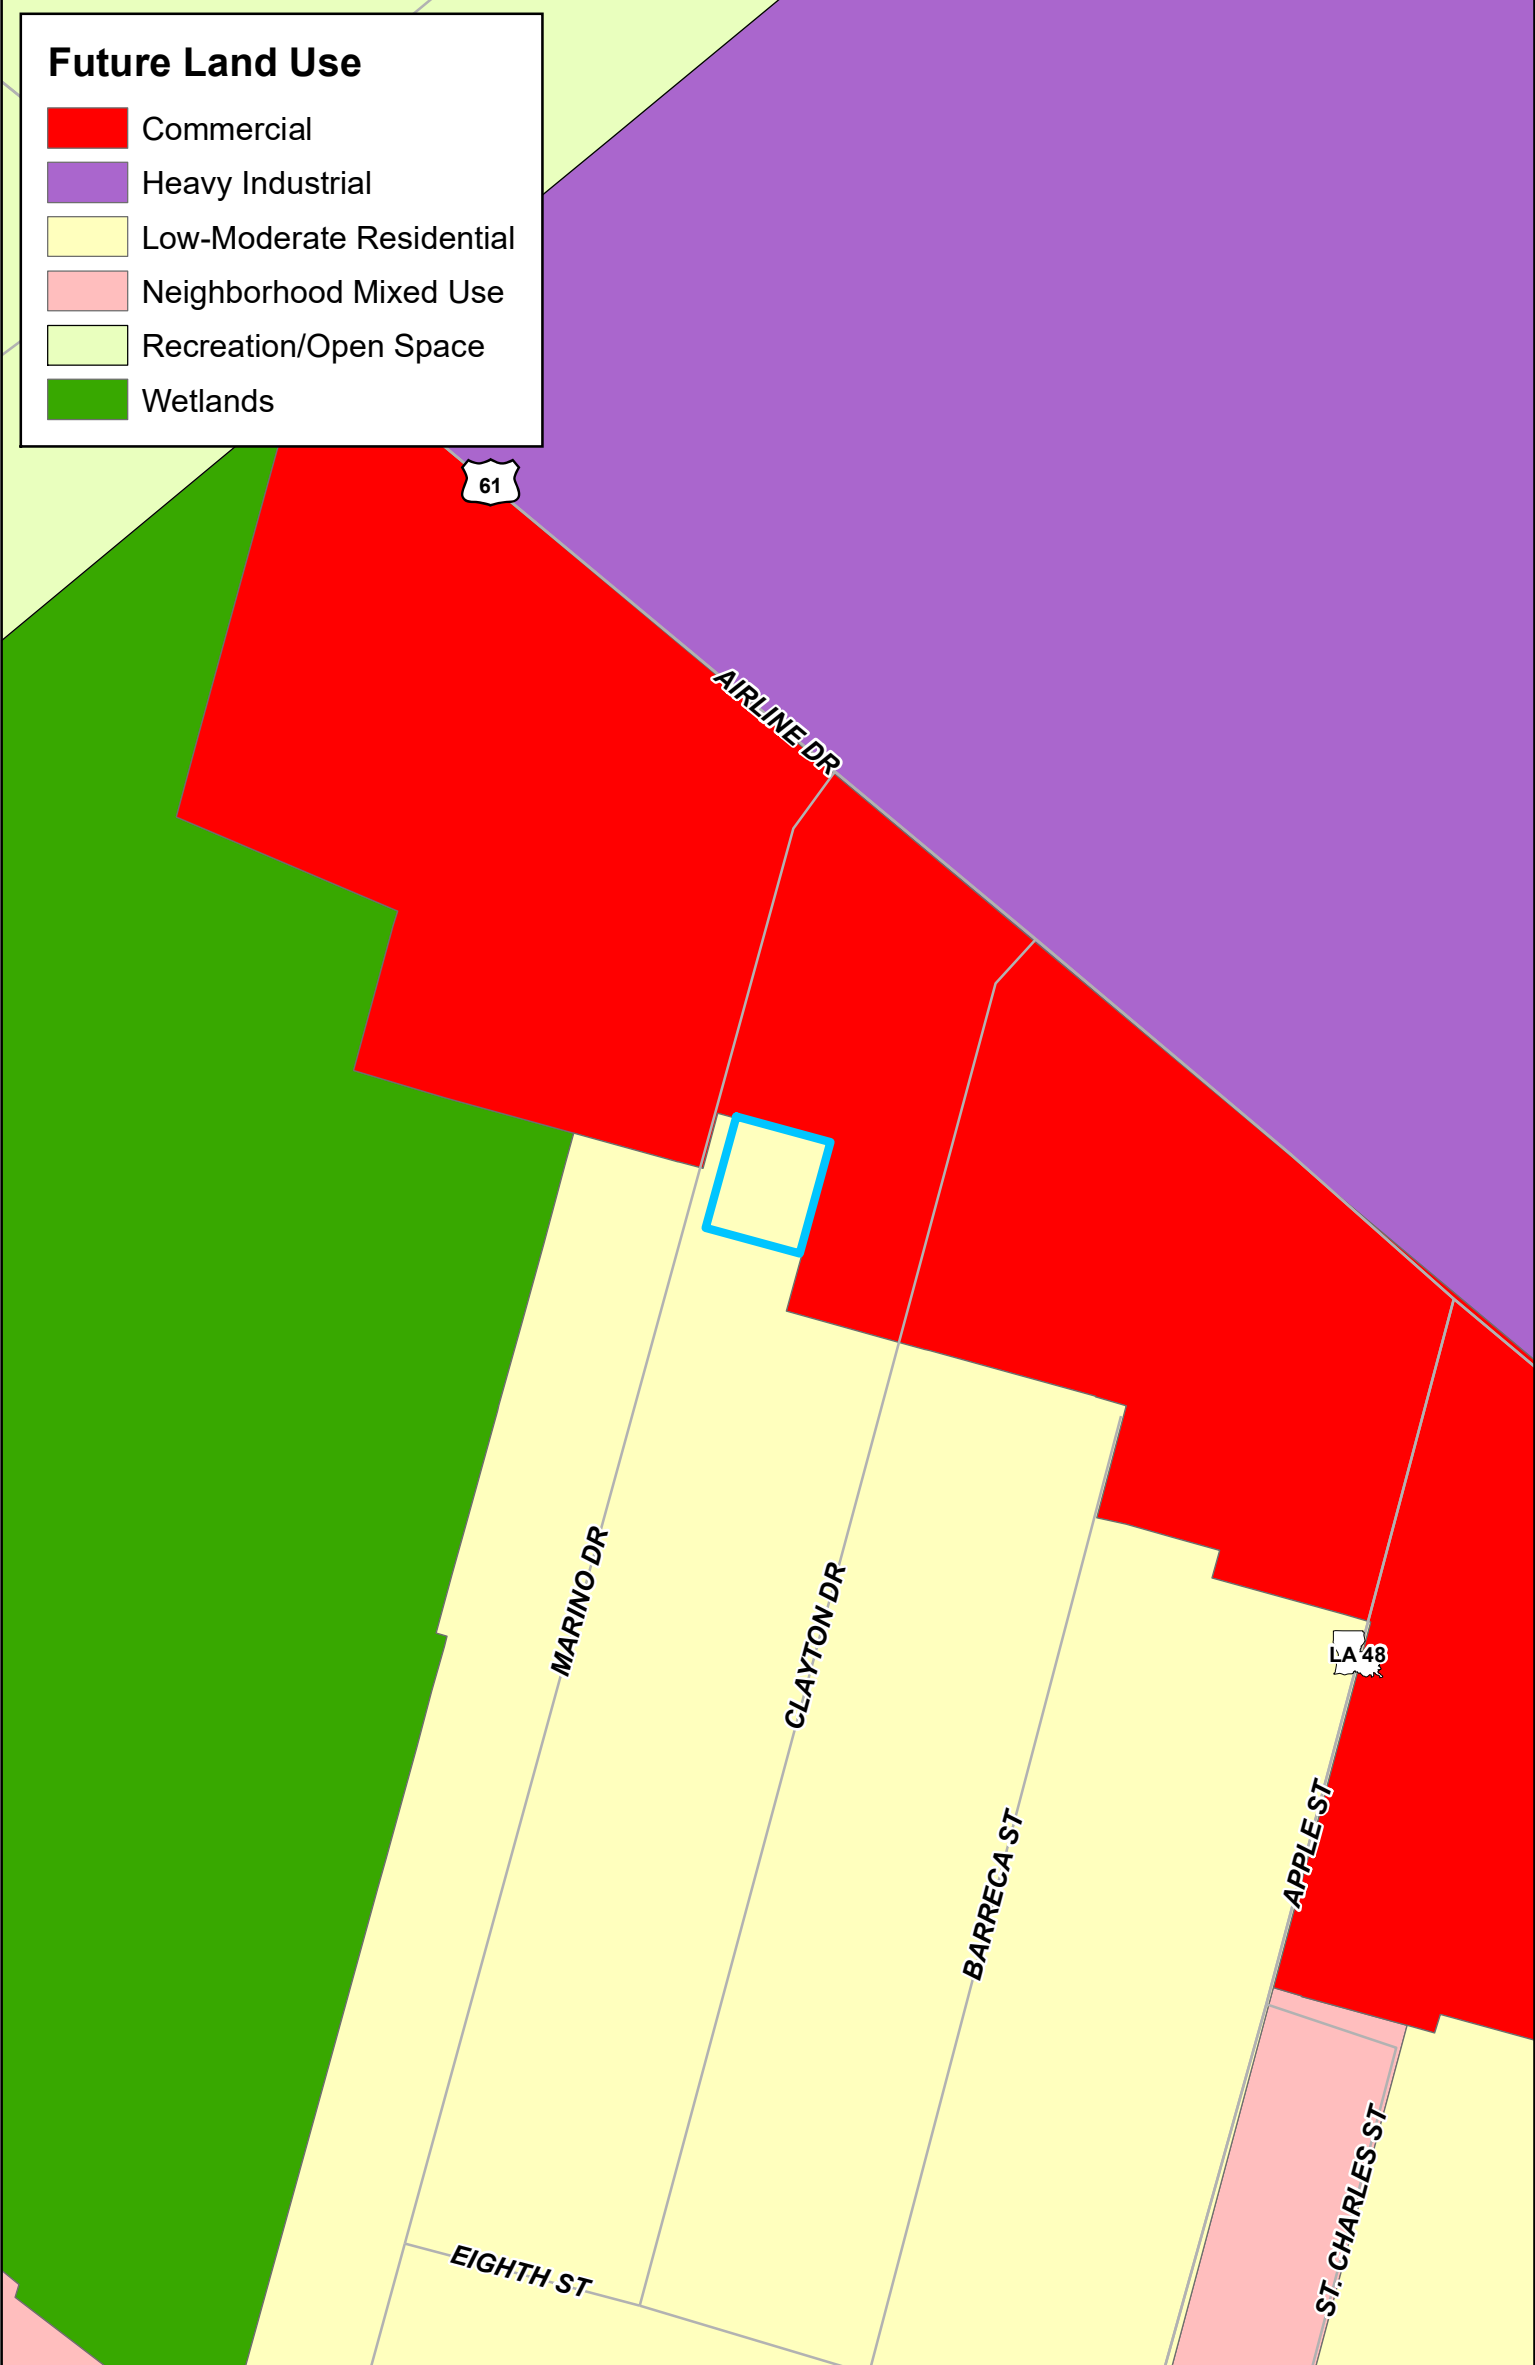 Future Land Use
Commercial
Heavy Industrial
Low-Moderate Residential
Neighborhood Mixed Use
Recreation/Open Space
Wetlands
61
AIRLINE DR
MARINO DR
CLAYTON DR
LA 48
BARRECA ST
APPLE ST
ST. CHARLES ST
EIGHTH ST